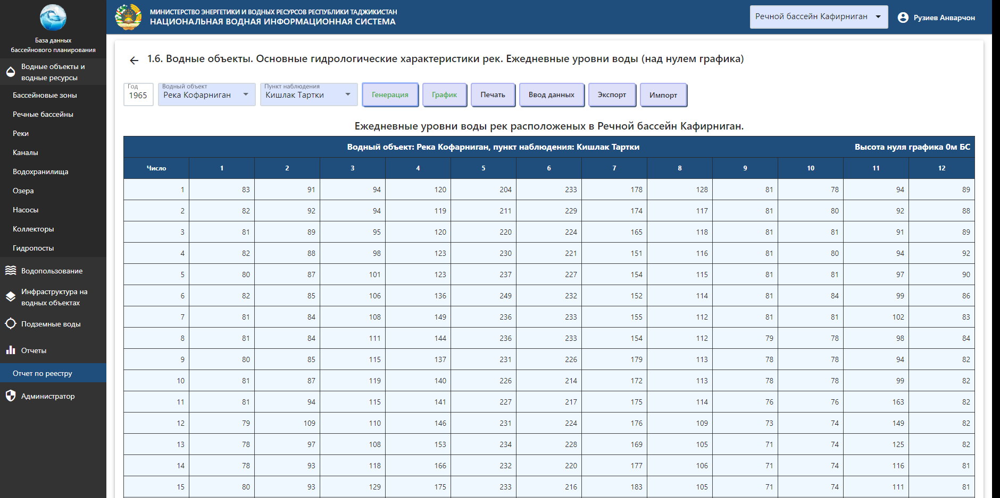 База данных
бассейнового планирования
Водные объекты и
водные ресурсы
Бассейновые зоны
Речные бассейны
Реки
Каналы
Водохранилища
Озера
Насосы
Коллекторы
Гидропосты
Водопользование
Инфраструктура на
водных объектах
Подземные воды
Отчеты
Отчет по реестру
Администратор
МИНИСТЕРСТВО ЭНЕРГЕТИКИ И ВОДНЫХ РЕСУРСОВ РЕСПУБЛИКИ ТАДЖИКИСТАН
НАЦИОНАЛЬНАЯ ВОДНАЯ ИНФОРМАЦИОННАЯ СИСТЕМА
Речной бассейн Кафирниган
Рузиев Анварчон
1.6. Водные объекты. Основные гидрологические характеристики рек. Ежедневные уровни воды (над нулем графика)
Год
1965
Водный объект
Река Кофарниган
Пункт наблюдения
Кишлак Тартки
Генерация График Печать Ввод данных Экспорт Импорт
Ежедневные уровни воды рек расположеных в Речной бассейн Кафирниган.
Водный объект: Река Кофарниган, пункт наблюдения: Кишлак Тартки Высота нуля графика 0м БС
Число 1 2 3 4 5 6 7 8 9 10 11 12
1 83 91 94 120 204 233 178 128 81 78 94 89
2 82 92 94 119 211 229 174 117 81 80 92 88
3 81 89 95 120 220 224 165 118 81 81 91 89
4 82 88 98 123 230 221 151 116 81 80 94 92
5 80 87 101 123 237 227 154 115 81 81 97 90
6 82 85 106 136 249 232 152 114 81 84 99 86
7 81 84 108 149 236 233 155 112 81 81 102 83
8 81 84 111 144 236 233 154 112 79 78 98 84
9 80 85 115 137 231 226 179 113 78 78 94 82
10 81 87 119 140 226 214 172 113 78 78 99 82
11 81 94 115 141 227 217 175 114 76 76 163 82
12 79 109 110 146 231 224 176 109 73 74 149 82
13 78 97 108 153 234 228 169 105 71 74 125 82
14 78 93 118 166 232 220 177 106 71 74 116 81
15 80 93 129 175 233 216 183 105 71 74 111 81